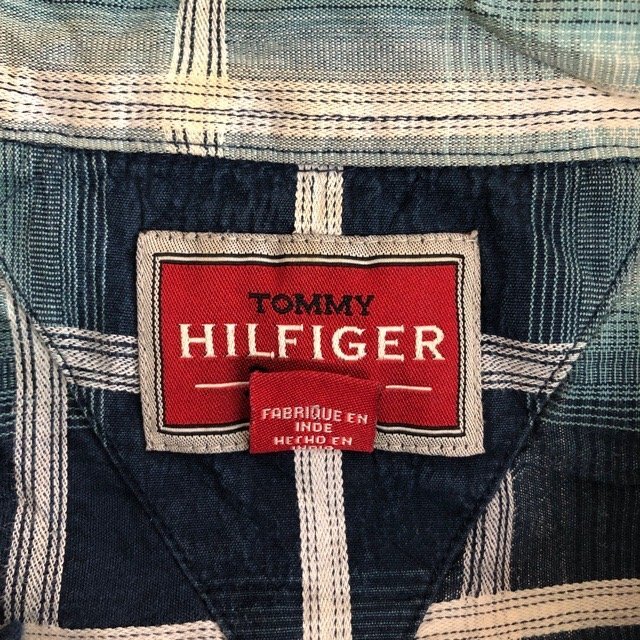 TOMMY
HILFIGER
FABRIQUE EN
INDE
HECHO EN